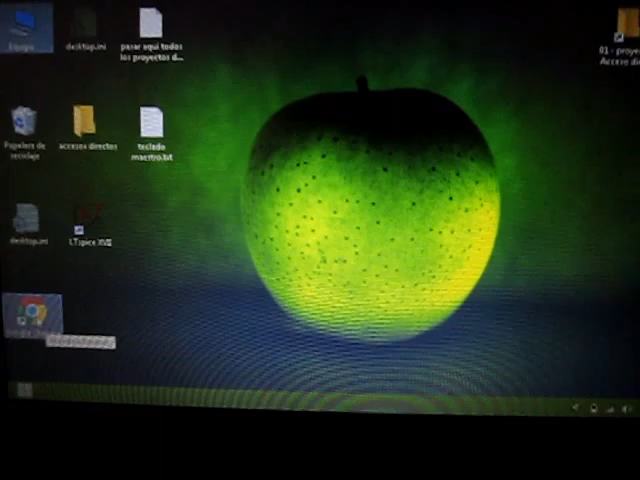 Equipo
desktop.ini
pasar aqui todos
los proyectos d...
01 - proye
Acceso di
Papelera de
reciclaje
accesos directos
teclado
maestro.txt
desktop.ini
LTspice XVII